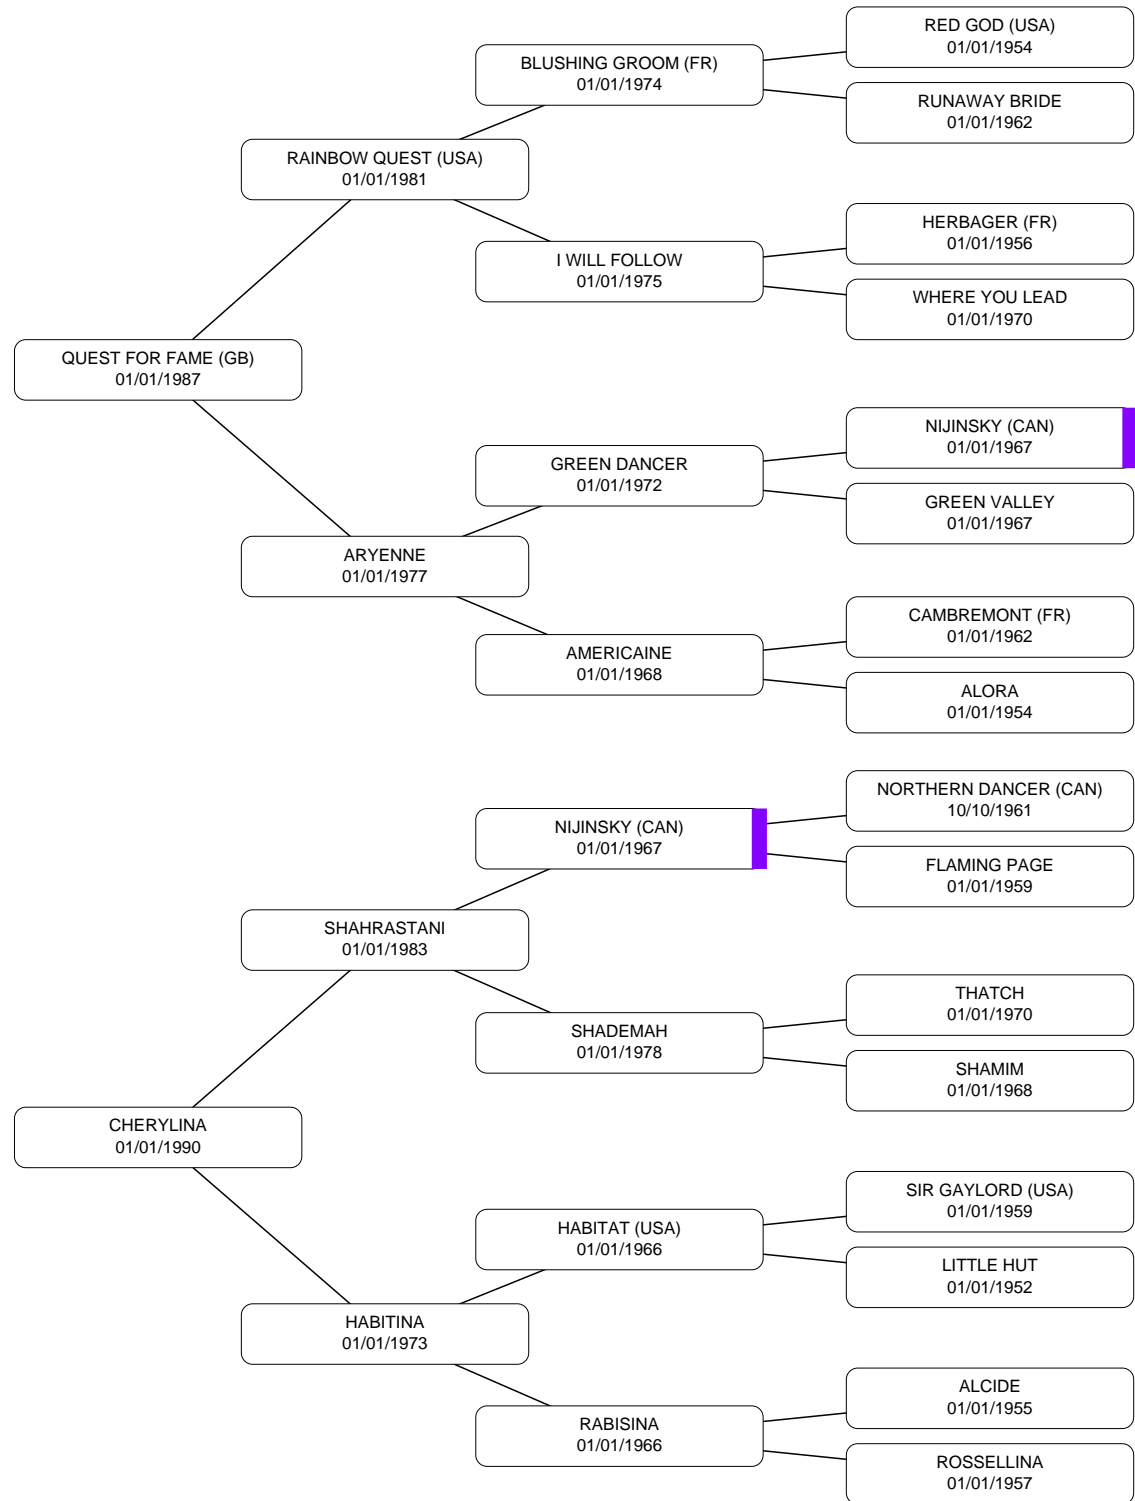 RED GOD (USA)
01/01/1954
BLUSHING GROOM (FR)
01/01/1974
RUNAWAY BRIDE
01/01/1962
RAINBOW QUEST (USA)
01/01/1981
HERBAGER (FR)
01/01/1956
I WILL FOLLOW
01/01/1975
WHERE YOU LEAD
01/01/1970
QUEST FOR FAME (GB)
01/01/1987
NIJINSKY (CAN)
01/01/1967
GREEN DANCER
01/01/1972
GREEN VALLEY
01/01/1967
ARYENNE
01/01/1977
CAMBREMONT (FR)
01/01/1962
AMERICAINE
01/01/1968
ALORA
01/01/1954
NORTHERN DANCER (CAN)
10/10/1961
NIJINSKY (CAN)
01/01/1967
FLAMING PAGE
01/01/1959
SHAHRASTANI
01/01/1983
THATCH
01/01/1970
SHADEMAH
01/01/1978
SHAMIM
01/01/1968
CHERYLINA
01/01/1990
SIR GAYLORD (USA)
01/01/1959
HABITAT (USA)
01/01/1966
LITTLE HUT
01/01/1952
HABITINA
01/01/1973
ALCIDE
01/01/1955
RABISINA
01/01/1966
ROSSELLINA
01/01/1957